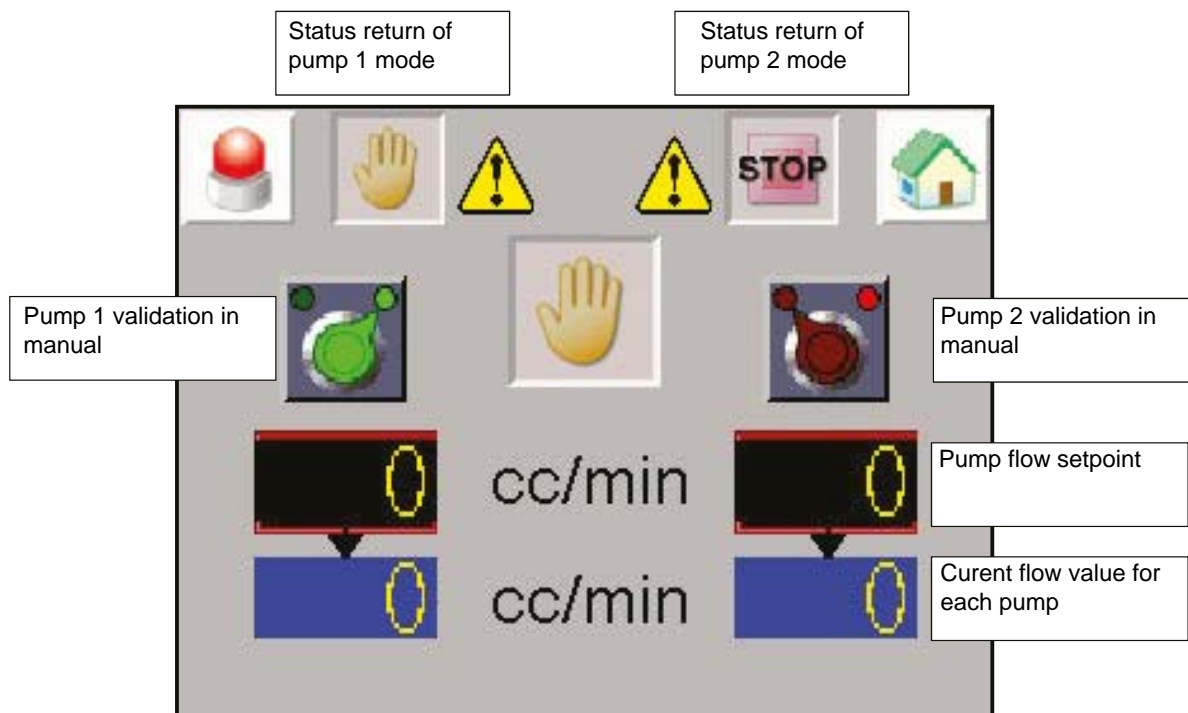 Status return of
pump 1 mode
Status return of
pump 2 mode
STOP
Pump 1 validation in
manual
Pump 2 validation in
manual
0 cc/min 0
Pump flow setpoint
0 cc/min 0
Curent flow value for
each pump